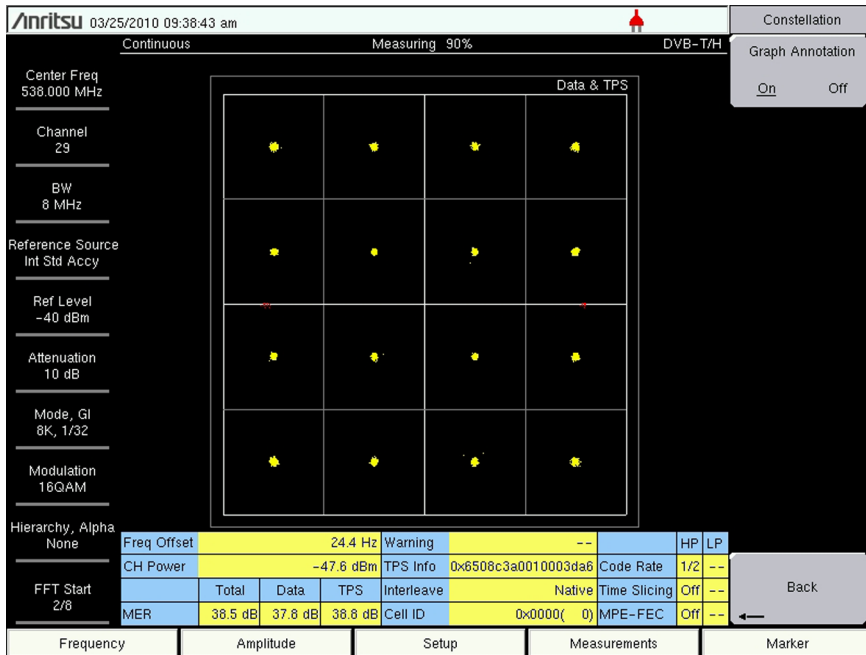 /Inritsu 03/25/2010 09:38:43 am
Constellation
Continuous Measuring 90% DVB-T/H
Graph Annotation
On Off
Data & TPS
Center Freq
538.000 MHz
Channel
29
BW
8 MHz
Reference Source
Int Std Accy
Ref Level
-40 dBm
Attenuation
10 dB
Mode, GI
8K, 1/32
Modulation
16QAM
Hierarchy, Alpha
None
FFT Start
2/8
Freq Offset 24.4 Hz Warning -- HP LP
CH Power -47.6 dBm TPS Info 0x6508c3a0010003da6 Code Rate 1/2 --
Total Data TPS Interleave Native Time Slicing Off --
MER 38.5 dB 37.8 dB 38.8 dB Cell ID 0x0000( 0) MPE-FEC Off --
Back
Frequency Amplitude Setup Measurements Marker